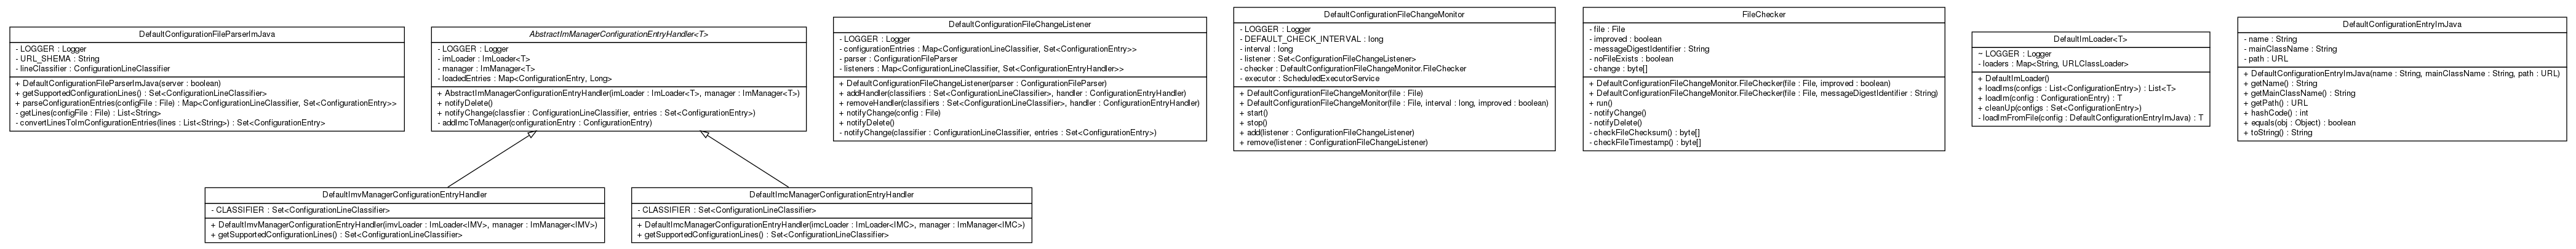 DefaultConfigurationFileParserImJava
- LOGGER : Logger
- URL_SHEMA : String
- lineClassifier : ConfigurationLineClassifier
+ DefaultConfigurationFileParserImJava(server : boolean)
+ getSupportedConfigurationLines() : Set<ConfigurationLineClassifier>
+ parseConfigurationEntries(configFile : File) : Map<ConfigurationLineClassifier, Set<ConfigurationEntry>>
- getLines(configFile : File) : List<String>
- convertLinesToImConfigurationEntries(lines : List<String>) : Set<ConfigurationEntry>
AbstractImManagerConfigurationEntryHandler<T>
- LOGGER : Logger
- imLoader : ImLoader<T>
- manager : ImManager<T>
- loadedEntries : Map<ConfigurationEntry, Long>
+ AbstractImManagerConfigurationEntryHandler(imLoader : ImLoader<T>, manager : ImManager<T>)
+ notifyDelete()
+ notifyChange(classfier : ConfigurationLineClassifier, entries : Set<ConfigurationEntry>)
- addImcToManager(configurationEntry : ConfigurationEntry)
DefaultConfigurationFileChangeListener
- LOGGER : Logger
- configurationEntries : Map<ConfigurationLineClassifier, Set<ConfigurationEntry>>
- parser : ConfigurationFileParser
- listeners : Map<ConfigurationLineClassifier, Set<ConfigurationEntryHandler>>
+ DefaultConfigurationFileChangeListener(parser : ConfigurationFileParser)
+ addHandler(classifiers : Set<ConfigurationLineClassifier>, handler : ConfigurationEntryHandler)
+ removeHandler(classifiers : Set<ConfigurationLineClassifier>, handler : ConfigurationEntryHandler)
+ notifyChange(config : File)
+ notifyDelete()
- notifyChange(classifier : ConfigurationLineClassifier, entries : Set<ConfigurationEntry>)
DefaultConfigurationFileChangeMonitor
- LOGGER : Logger
- DEFAULT_CHECK_INTERVAL : long
- interval : long
- listener : Set<ConfigurationFileChangeListener>
- checker : DefaultConfigurationFileChangeMonitor.FileChecker
- executor : ScheduledExecutorService
+ DefaultConfigurationFileChangeMonitor(file : File)
+ DefaultConfigurationFileChangeMonitor(file : File, interval : long, improved : boolean)
+ start()
+ stop()
+ add(listener : ConfigurationFileChangeListener)
+ remove(listener : ConfigurationFileChangeListener)
FileChecker
- file : File
- improved : boolean
- messageDigestIdentifier : String
- noFileExists : boolean
- change : byte[]
+ DefaultConfigurationFileChangeMonitor.FileChecker(file : File, improved : boolean)
+ DefaultConfigurationFileChangeMonitor.FileChecker(file : File, messageDigestIdentifier : String)
+ run()
- notifyChange()
- notifyDelete()
- checkFileChecksum() : byte[]
- checkFileTimestamp() : byte[]
DefaultImLoader<T>
~ LOGGER : Logger
- loaders : Map<String, URLClassLoader>
+ DefaultImLoader()
+ loadIms(configs : List<ConfigurationEntry>) : List<T>
+ loadIm(config : ConfigurationEntry) : T
+ cleanUp(configs : Set<ConfigurationEntry>)
- loadImFromFile(config : DefaultConfigurationEntryImJava) : T
DefaultConfigurationEntryImJava
- name : String
- mainClassName : String
- path : URL
+ DefaultConfigurationEntryImJava(name : String, mainClassName : String, path : URL)
+ getName() : String
+ getMainClassName() : String
+ getPath() : URL
+ hashCode() : int
+ equals(obj : Object) : boolean
+ toString() : String
DefaultImvManagerConfigurationEntryHandler
- CLASSIFIER : Set<ConfigurationLineClassifier>
+ DefaultImvManagerConfigurationEntryHandler(imvLoader : ImLoader<IMV>, manager : ImManager<IMV>)
+ getSupportedConfigurationLines() : Set<ConfigurationLineClassifier>
DefaultImcManagerConfigurationEntryHandler
- CLASSIFIER : Set<ConfigurationLineClassifier>
+ DefaultImcManagerConfigurationEntryHandler(imcLoader : ImLoader<IMC>, manager : ImManager<IMC>)
+ getSupportedConfigurationLines() : Set<ConfigurationLineClassifier>